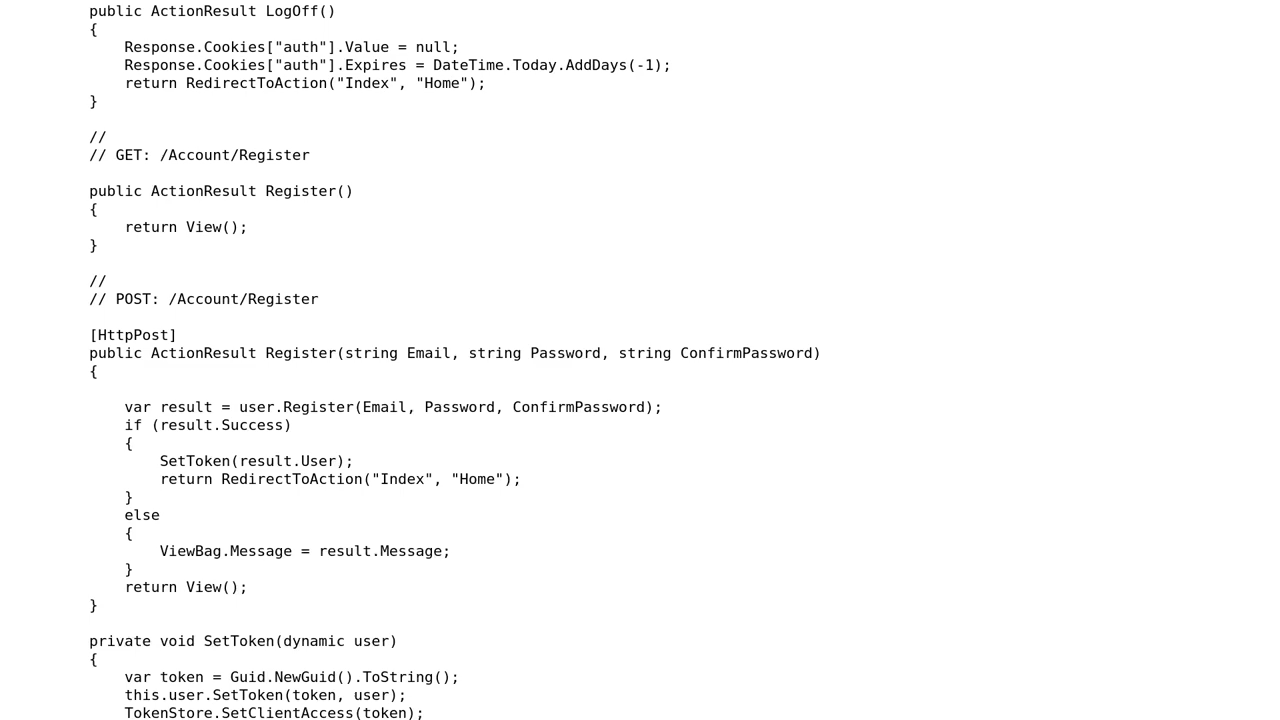 public ActionResult LogOff()
{
    Response.Cookies["auth"].Value = null;
    Response.Cookies["auth"].Expires = DateTime.Today.AddDays(-1);
    return RedirectToAction("Index", "Home");
}

//
// GET: /Account/Register

public ActionResult Register()
{
    return View();
}

//
// POST: /Account/Register

[HttpPost]
public ActionResult Register(string Email, string Password, string ConfirmPassword)
{

    var result = user.Register(Email, Password, ConfirmPassword);
    if (result.Success)
    {
        SetToken(result.User);
        return RedirectToAction("Index", "Home");
    }
    else
    {
        ViewBag.Message = result.Message;
    }
    return View();
}

private void SetToken(dynamic user)
{
    var token = Guid.NewGuid().ToString();
    this.user.SetToken(token, user);
    TokenStore.SetClientAccess(token);